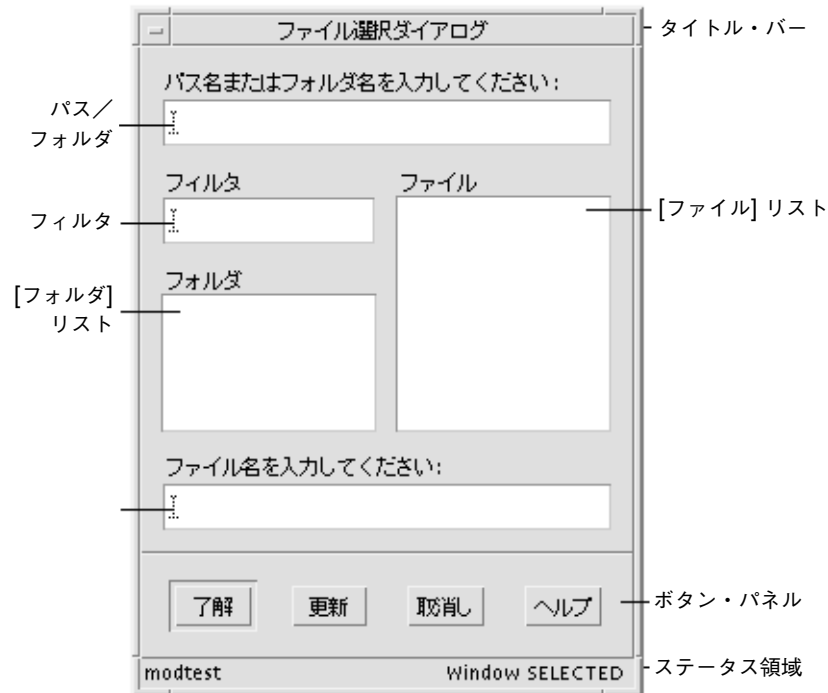 ファイル選択ダイアログ
タイトル・バー
パス名またはフォルダ名を入力してください:
パス／
フォルダ
フィルタ
ファイル
フィルタ
[ファイル] リスト
フォルダ
[フォルダ]
リスト
ファイル名を入力してください:
了解
更新
取消し
ヘルプ
ボタン・パネル
modtest
Window SELECTED
ステータス領域